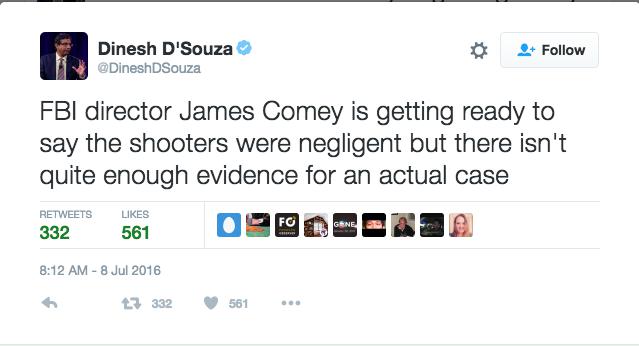 Dinesh D'Souza
Follow
@DineshDSouza
FBI director James Comey is getting ready to
say the shooters were negligent but there isn't
quite enough evidence for an actual case
RETWEETS LIKES
332 561
FO
GONE
8:12 AM - 8 Jul 2016
332 561